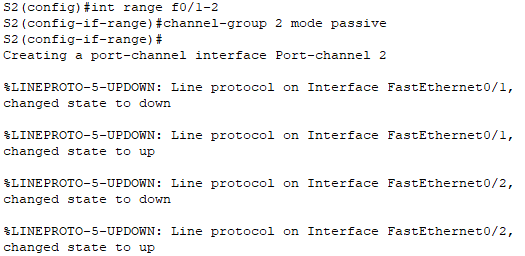 S2(config)#int range f0/1-2
S2(config-if-range)#channel-group 2 mode passive
S2(config-if-range)#
Creating a port-channel interface Port-channel 2
%LINEPROTO-5-UPDOWN: Line protocol on Interface FastEthernet0/1,
changed state to down
%LINEPROTO-5-UPDOWN: Line protocol on Interface FastEthernet0/1,
changed state to up
%LINEPROTO-5-UPDOWN: Line protocol on Interface FastEthernet0/2,
changed state to down
%LINEPROTO-5-UPDOWN: Line protocol on Interface FastEthernet0/2,
changed state to up